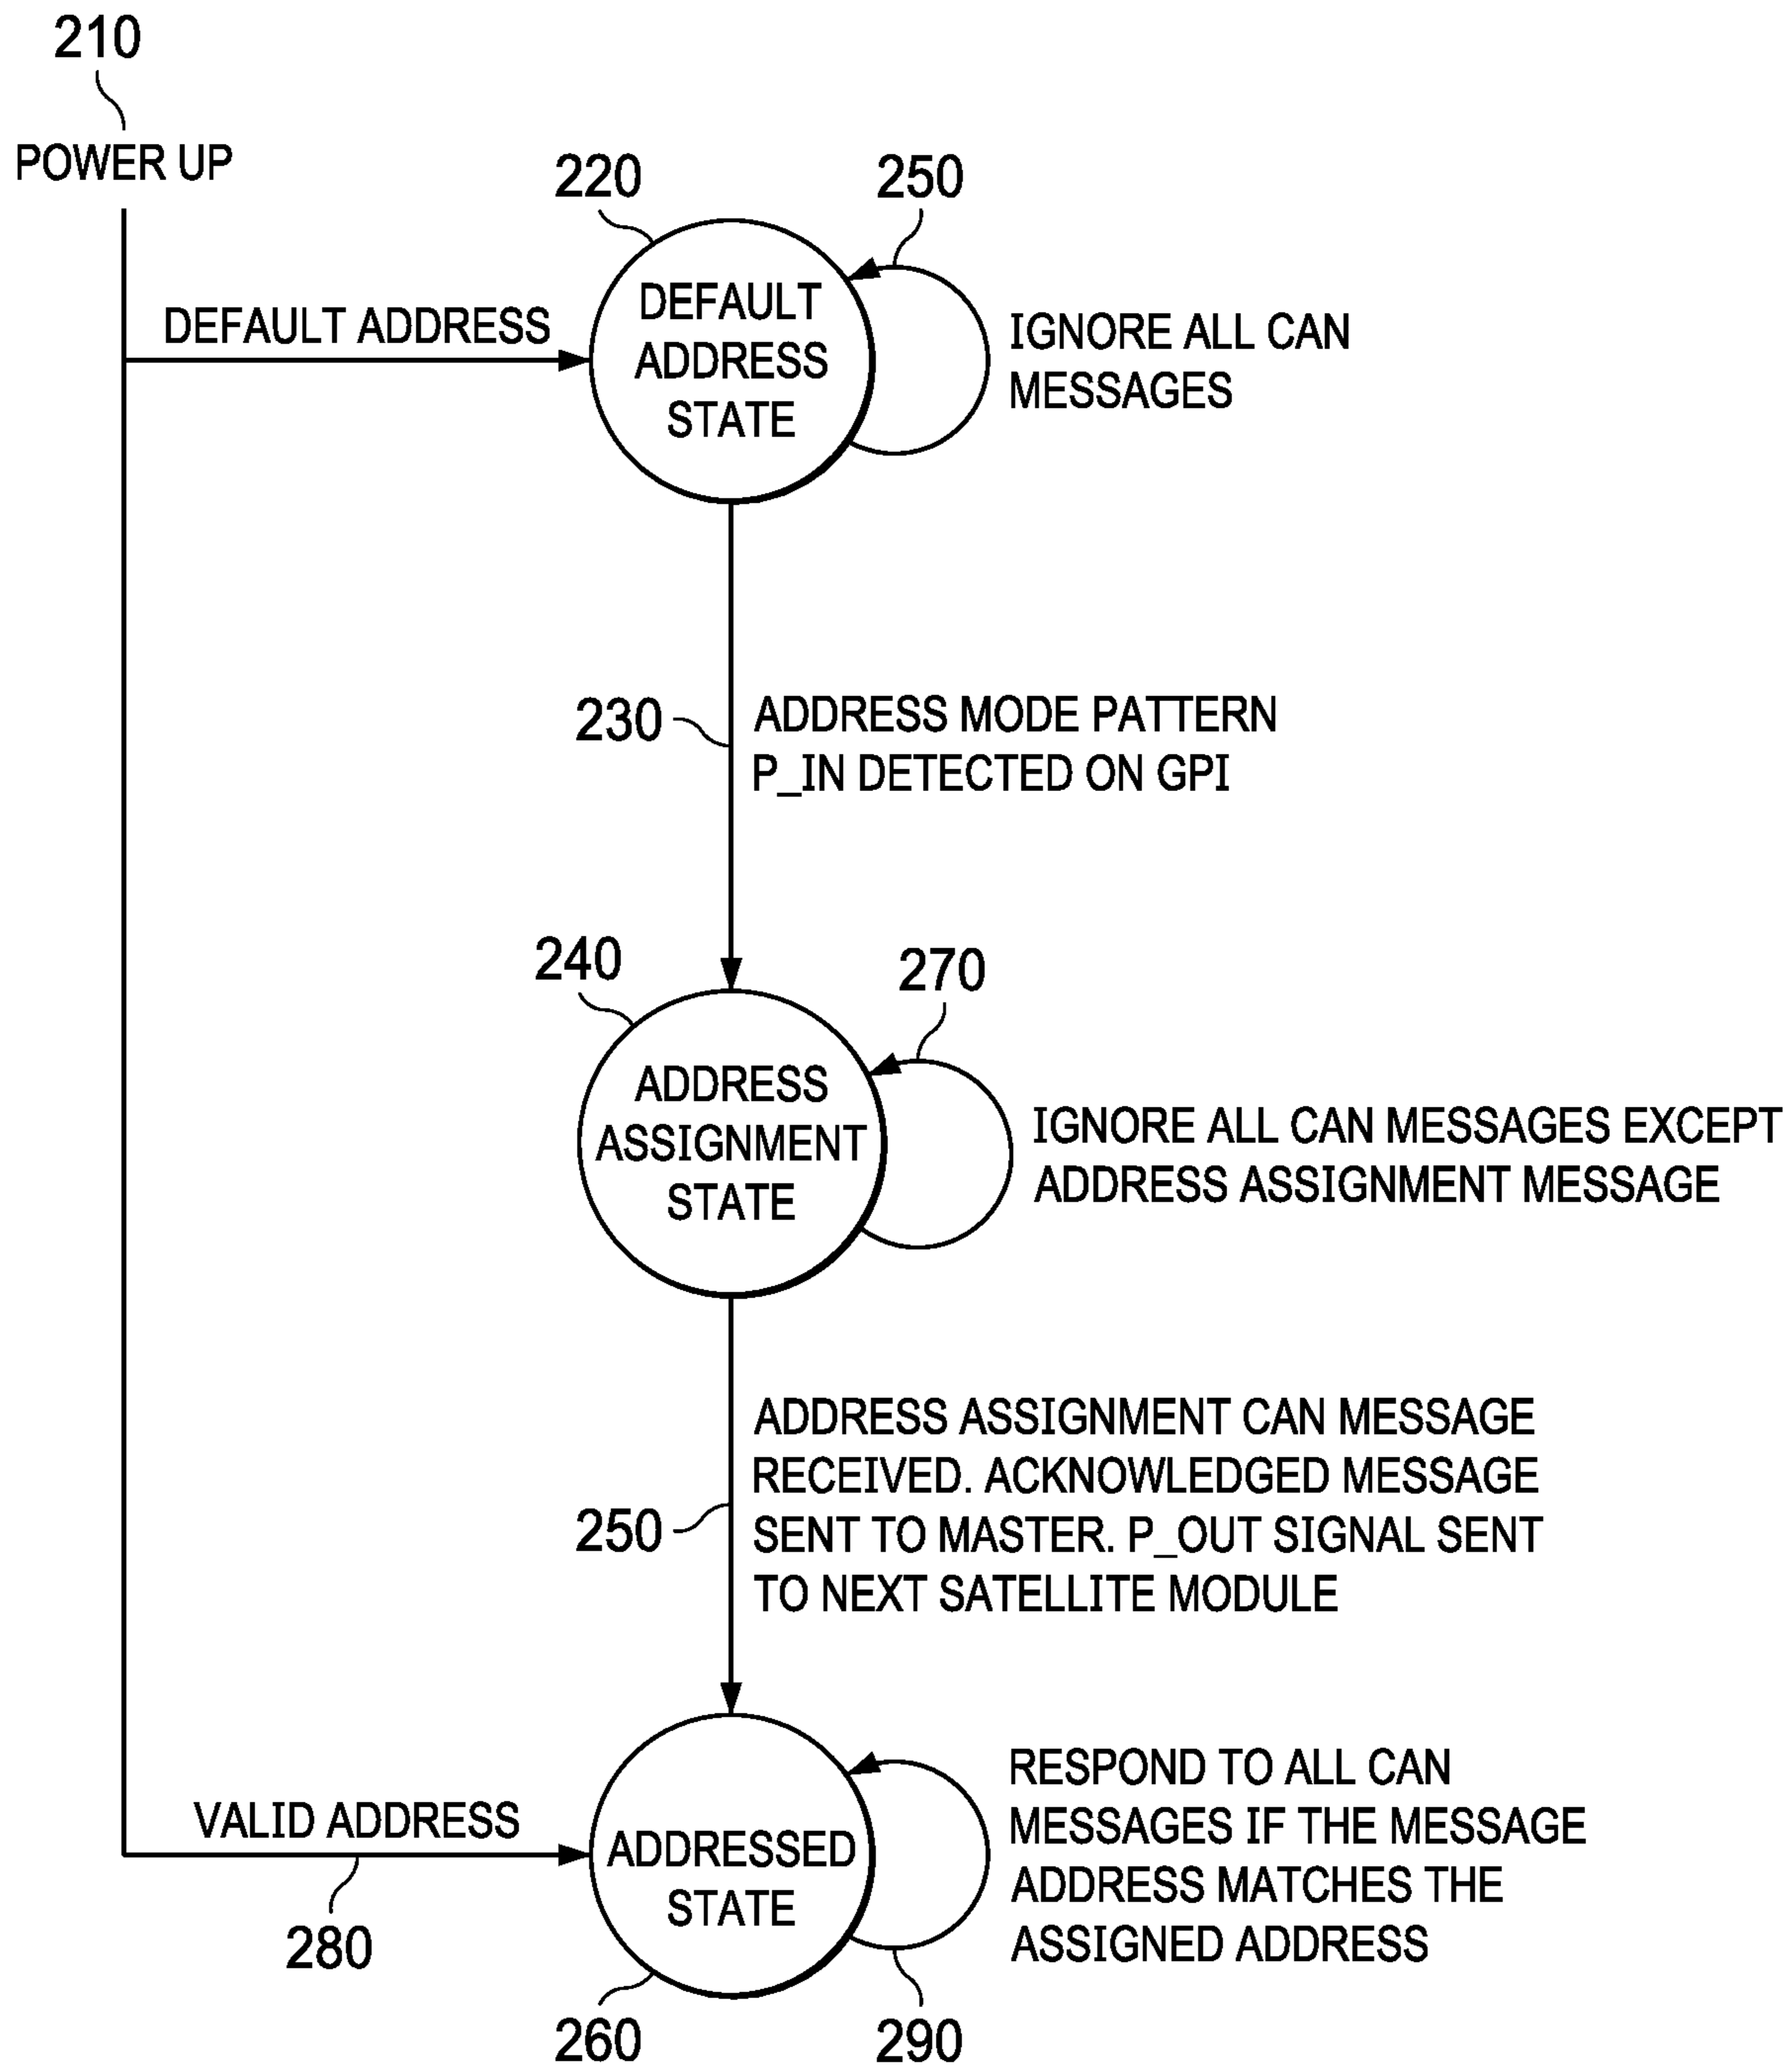 210
POWER UP
220
250
DEFAULT ADDRESS
DEFAULT
ADDRESS
STATE
IGNORE ALL CAN
MESSAGES
230
ADDRESS MODE PATTERN
P_IN DETECTED ON GPI
240
270
ADDRESS
ASSIGNMENT
STATE
IGNORE ALL CAN MESSAGES EXCEPT
ADDRESS ASSIGNMENT MESSAGE
250
ADDRESS ASSIGNMENT CAN MESSAGE
RECEIVED. ACKNOWLEDGED MESSAGE
SENT TO MASTER. P_OUT SIGNAL SENT
TO NEXT SATELLITE MODULE
VALID ADDRESS
280
ADDRESSED
STATE
RESPOND TO ALL CAN
MESSAGES IF THE MESSAGE
ADDRESS MATCHES THE
ASSIGNED ADDRESS
260
290